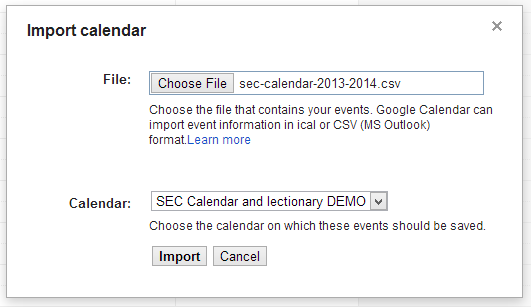 Import calendar
File: Choose File sec-calendar-2013-2014.csv
Choose the file that contains your events. Google Calendar can
import event information in ical or CSV (MS Outlook)
format.Learn more
Calendar: SEC Calendar and lectionary DEMO
Choose the calendar on which these events should be saved.
Import Cancel